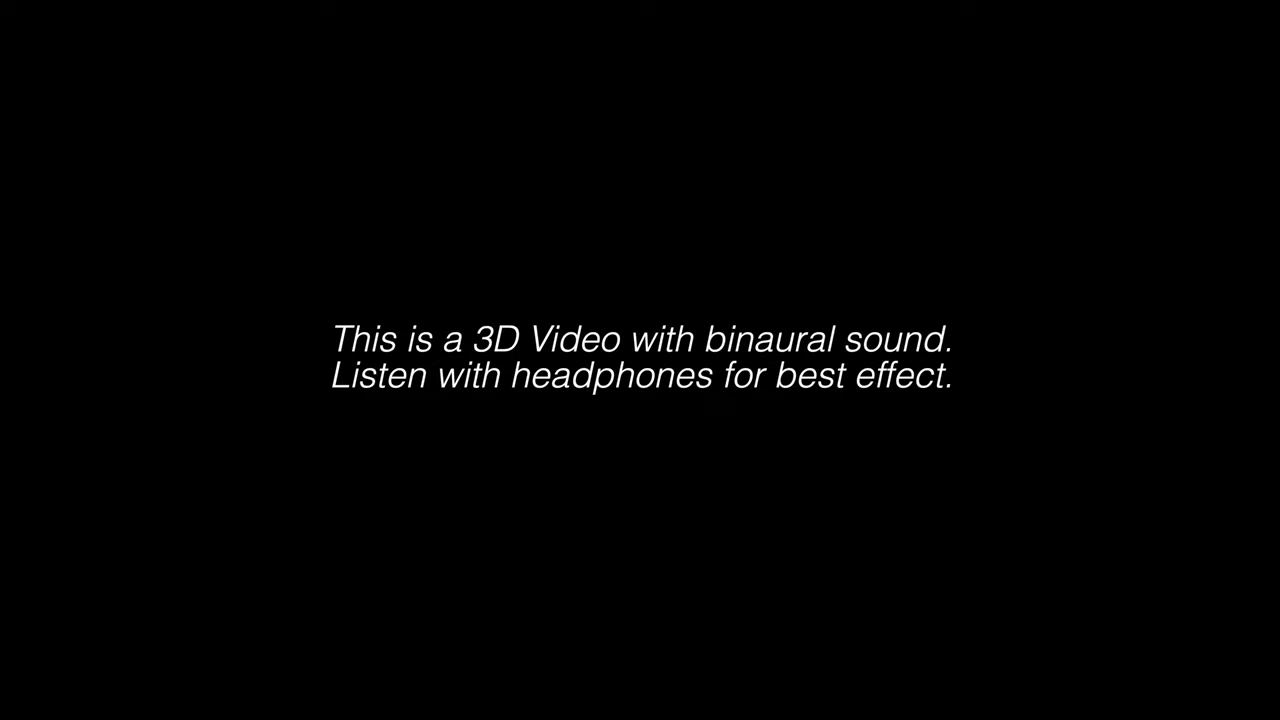 This is a 3D Video with binaural sound.
Listen with headphones for best effect.